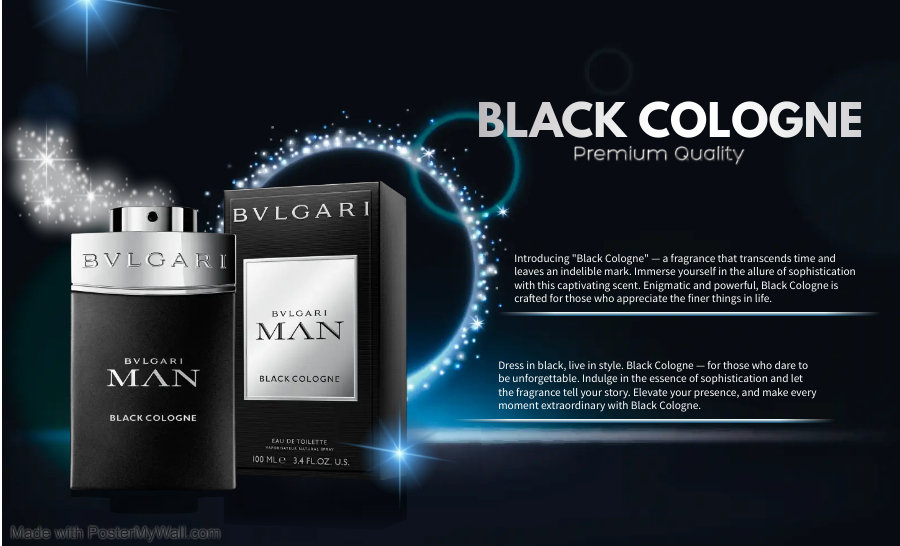 BLACK COLOGNE
Premium Quality
BVLGARI
BVLGARI
BVLGARI
MAN
BLACK COLOGNE
BVLGARI
MAN
BLACK COLOGNE
EAU DE TOILETTE
VAPORISATEUR NATURAL SPRAY
100 ML e 3.4 FL.OZ. U.S.
Introducing "Black Cologne" — a fragrance that transcends time and
leaves an indelible mark. Immerse yourself in the allure of sophistication
with this captivating scent. Enigmatic and powerful, Black Cologne is
crafted for those who appreciate the finer things in life.
Dress in black, live in style. Black Cologne — for those who dare to
be unforgettable. Indulge in the essence of sophistication and let
the fragrance tell your story. Elevate your presence, and make every
moment extraordinary with Black Cologne.
Made with PosterMyWall.com